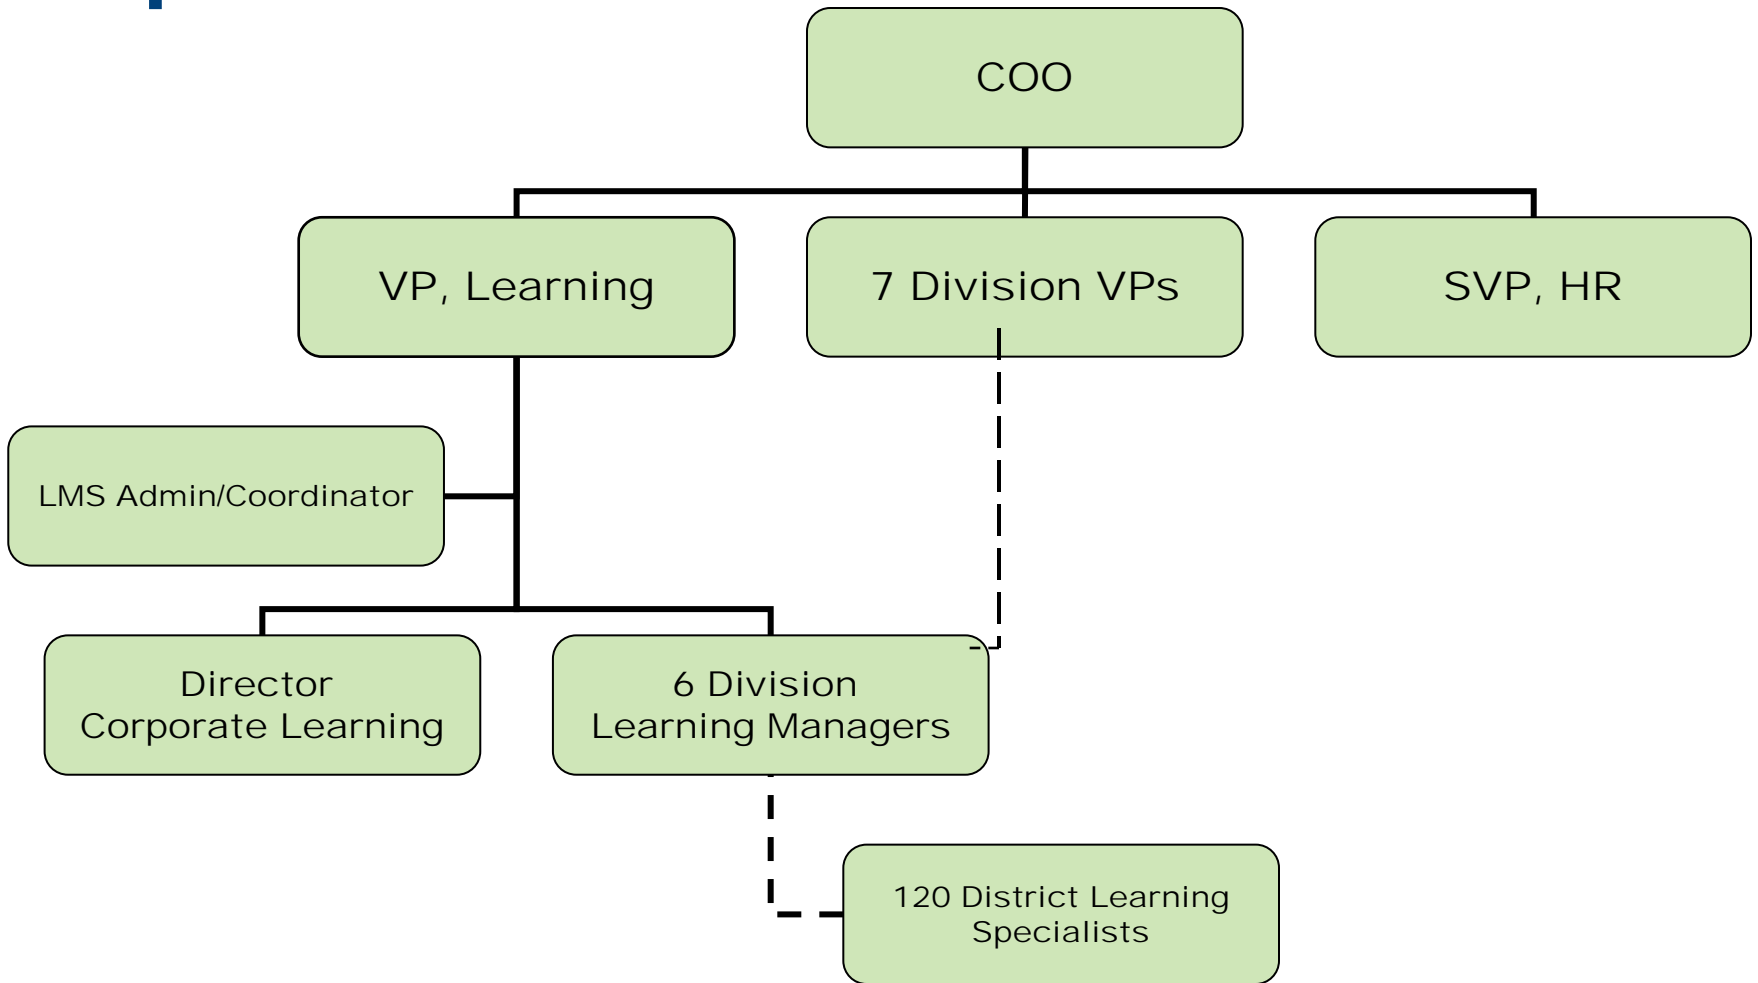 COO
VP, Learning
7 Division VPs
SVP, HR
LMS Admin/Coordinator
Director
Corporate Learning
6 Division
Learning Managers
120 District Learning
Specialists